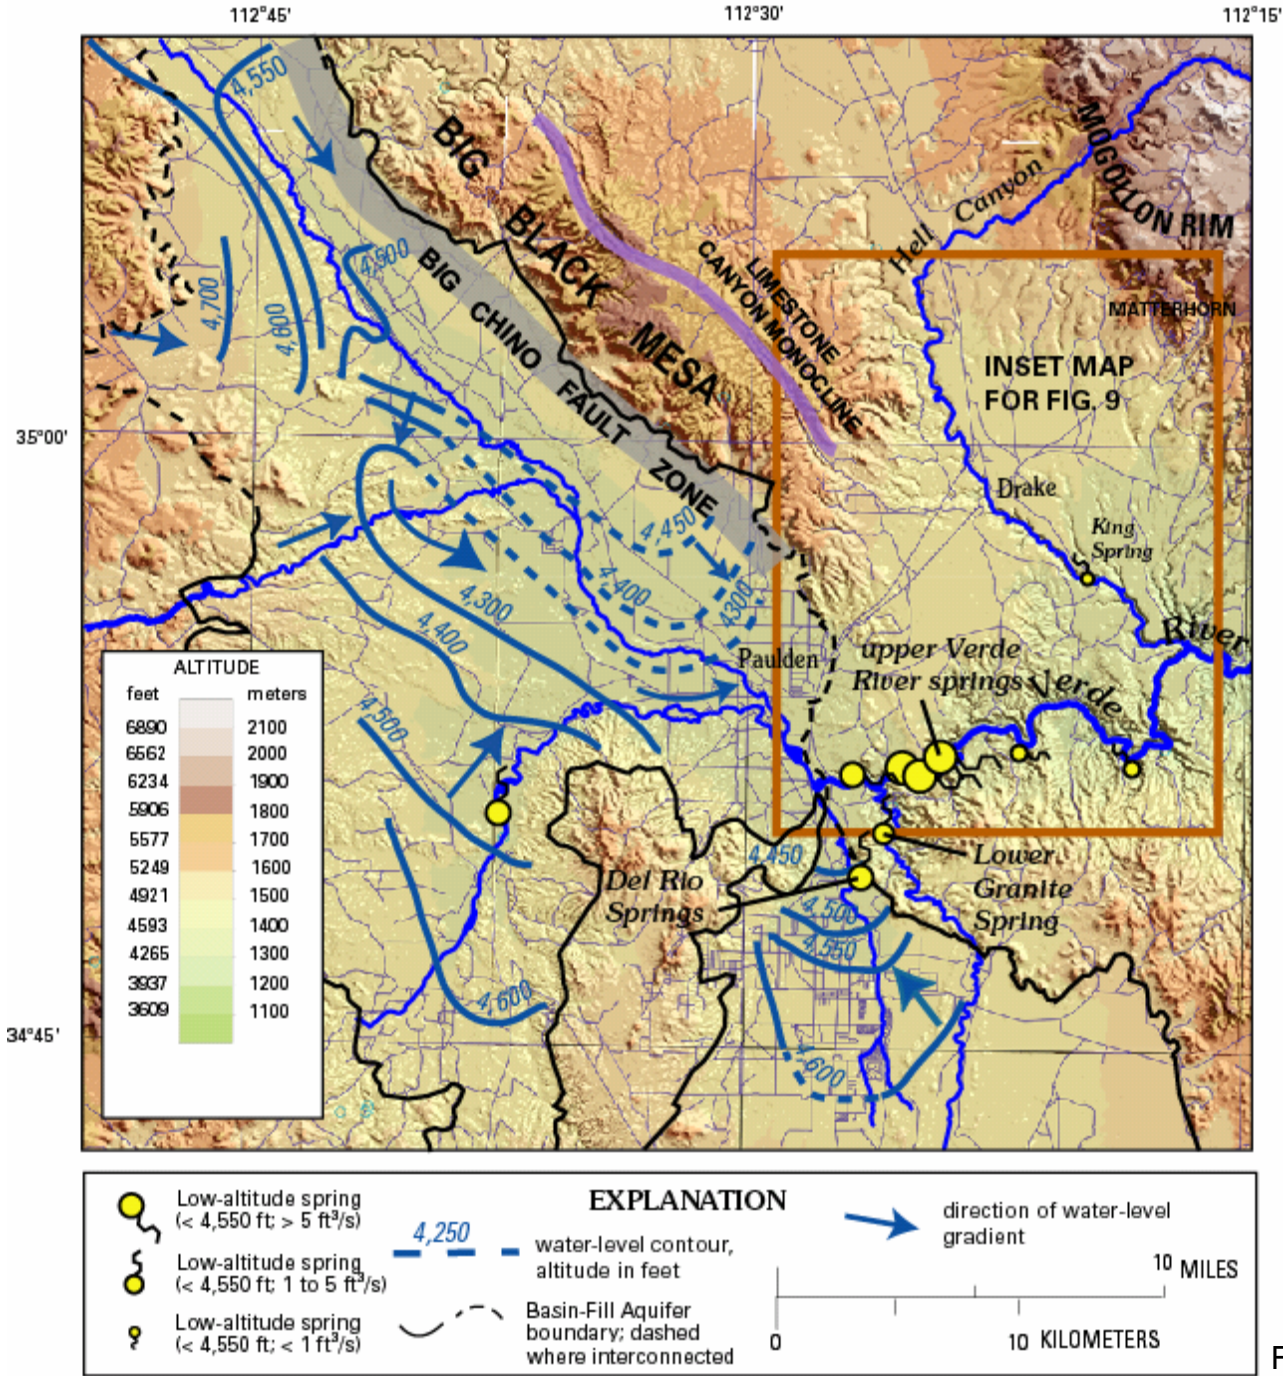 112°45'
112°30'
112°15'
4,550
BIG
BLACK
MESA
MOGOLLON RIM
Hell Canyon
LIMESTONE
CANYON MONOCLINE
4,500
BIG CHINO FAULT ZONE
4,700
4,600
MATTERHORN
INSET MAP
FOR FIG. 9
35°00'
Drake
King
Spring
4,450
4,400
4300
4,300
4,400
Paulden
upper Verde
River springs
Verde River
4,500
ALTITUDE
feet meters
6890 2100
6562 2000
6234 1900
5906 1800
5577 1700
5249 1600
4921 1500
4593 1400
4265 1300
3937 1200
3609 1100
4,450
Del Rio
Springs
Lower
Granite
Spring
4,500
4,550
4,600
4,600
34°45'
EXPLANATION
Low-altitude spring
(< 4,550 ft; > 5 ft³/s)
Low-altitude spring
(< 4,550 ft; 1 to 5 ft³/s)
Low-altitude spring
(< 4,550 ft; < 1 ft³/s)
4,250
water-level contour,
altitude in feet
Basin-Fill Aquifer
boundary; dashed
where interconnected
direction of water-level
gradient
10 MILES
0 10 KILOMETERS
F